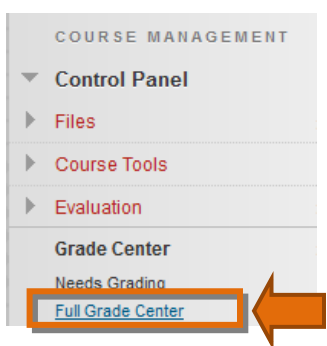 COURSE MANAGEMENT
Control Panel
Files
Course Tools
Evaluation
Grade Center
Needs Grading
Full Grade Center